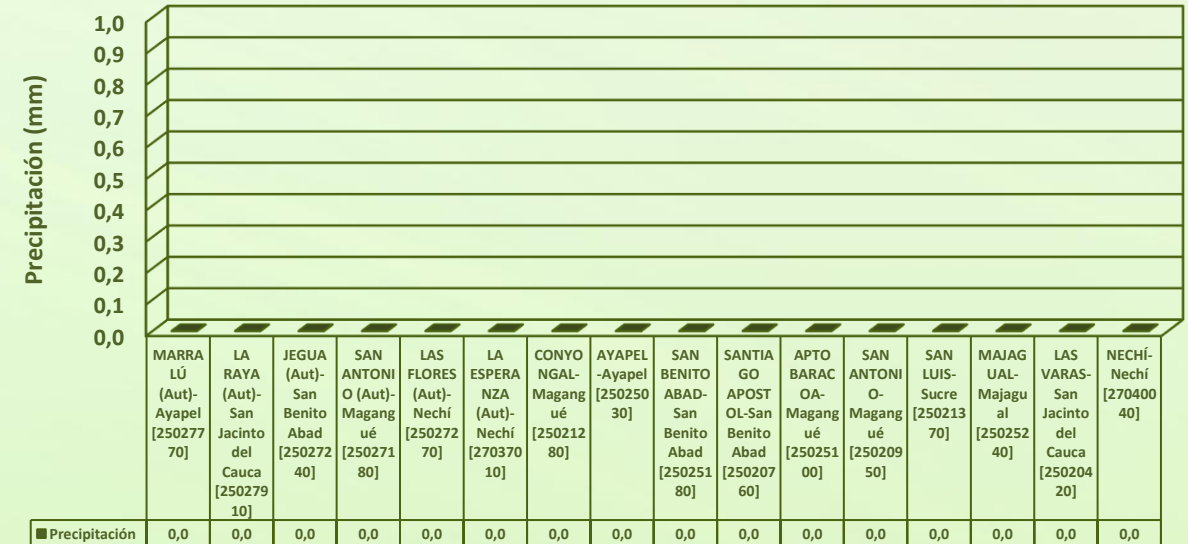 Precipitación (mm)
1,0
0,9
0,8
0,7
0,6
0,5
0,4
0,3
0,2
0,1
0,0
MARRA
LÚ
(Aut)-
Ayapel
[250277
70]
LA
RAYA
(Aut)-
San
Jacinto
del
Cauca
[250279
10]
JEGUA
(Aut)-
San
Benito
Abad
[250272
40]
SAN
ANTONI
O (Aut)-
Magang
ué
[250271
80]
LAS
FLORES
(Aut)-
Nechí
[250272
70]
LA
ESPERA
NZA
(Aut)-
Nechí
[270370
10]
CONYO
NGAL-
Magang
ué
[250212
80]
AYAPEL
-Ayapel
[250250
30]
SAN
BENITO
ABAD-
San
Benito
Abad
[250251
80]
SANTIA
GO
APOST
OL-San
Benito
Abad
[250207
60]
APTO
BARAC
OA-
Magang
ué
[250251
00]
SAN
ANTONI
O-
Magang
ué
[250209
50]
SAN
LUIS-
Sucre
[250213
70]
MAJAG
UAL-
Majagu
al
[250252
40]
LAS
VARAS-
San
Jacinto
del
Cauca
[250204
20]
NECHÍ-
Nechí
[270400
40]
Precipitación 0,0 0,0 0,0 0,0 0,0 0,0 0,0 0,0 0,0 0,0 0,0 0,0 0,0 0,0 0,0 0,0